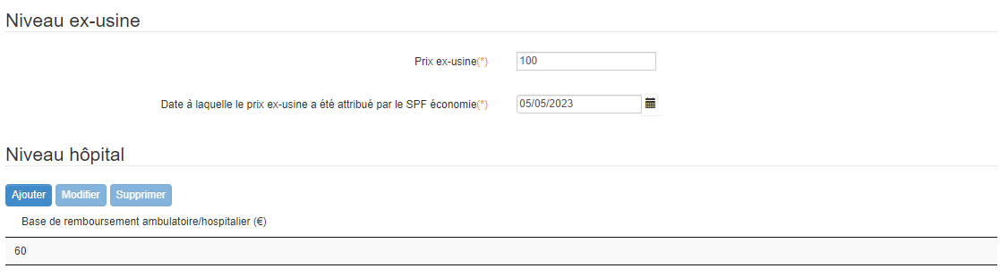 Niveau ex-usine
Prix ex-usine(*) 100
Date à laquelle le prix ex-usine a été attribué par le SPF économie(*) 05/05/2023
Niveau hôpital
Ajouter Modifier Supprimer
Base de remboursement ambulatoire/hospitalier (€)
60